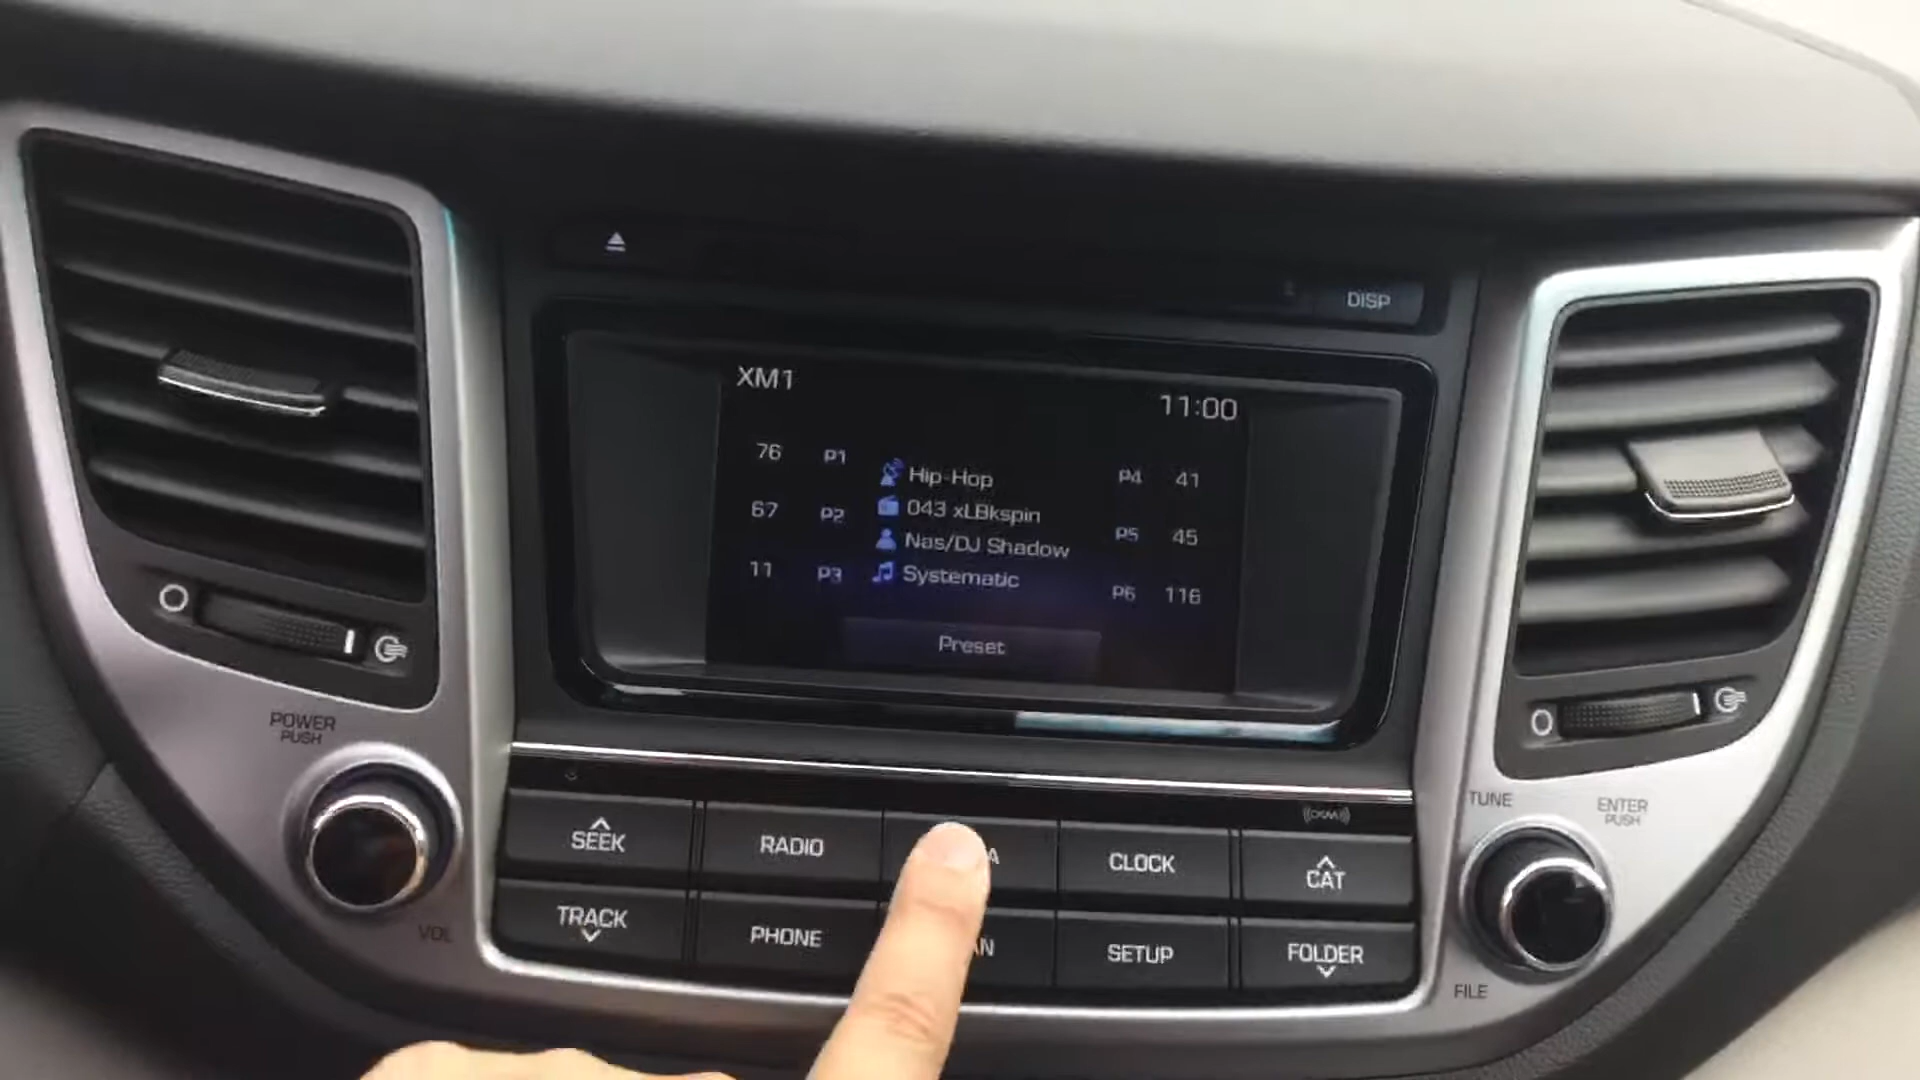 DISP
XM1
11:00
76 P1
67 P2
11 P3
Hip-Hop
043 xLBkspin
Nas/DJ Shadow
Systematic
P4 41
P5 45
P6 116
Preset
POWER
PUSH
VOL
SEEK
RADIO
A
CLOCK
CAT
TRACK
PHONE
AN
SETUP
FOLDER
((XM))
TUNE
ENTER
PUSH
FILE